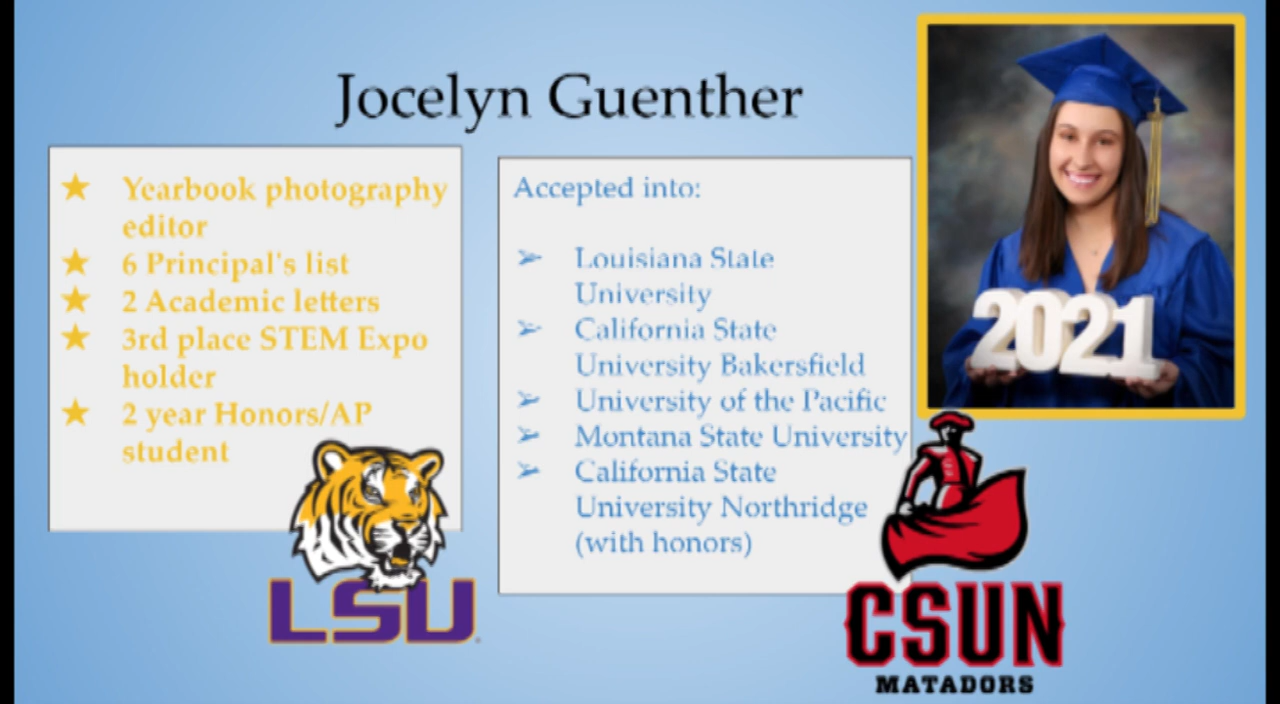 Jocelyn Guenther
Yearbook photography
editor
6 Principal's list
2 Academic letters
3rd place STEM Expo
holder
2 year Honors/AP
student
Accepted into:
Louisiana State
University
California State
University Bakersfield
University of the Pacific
Montana State University
California State
University Northridge
(with honors)
2021
LSU
CSUN
MATADORS